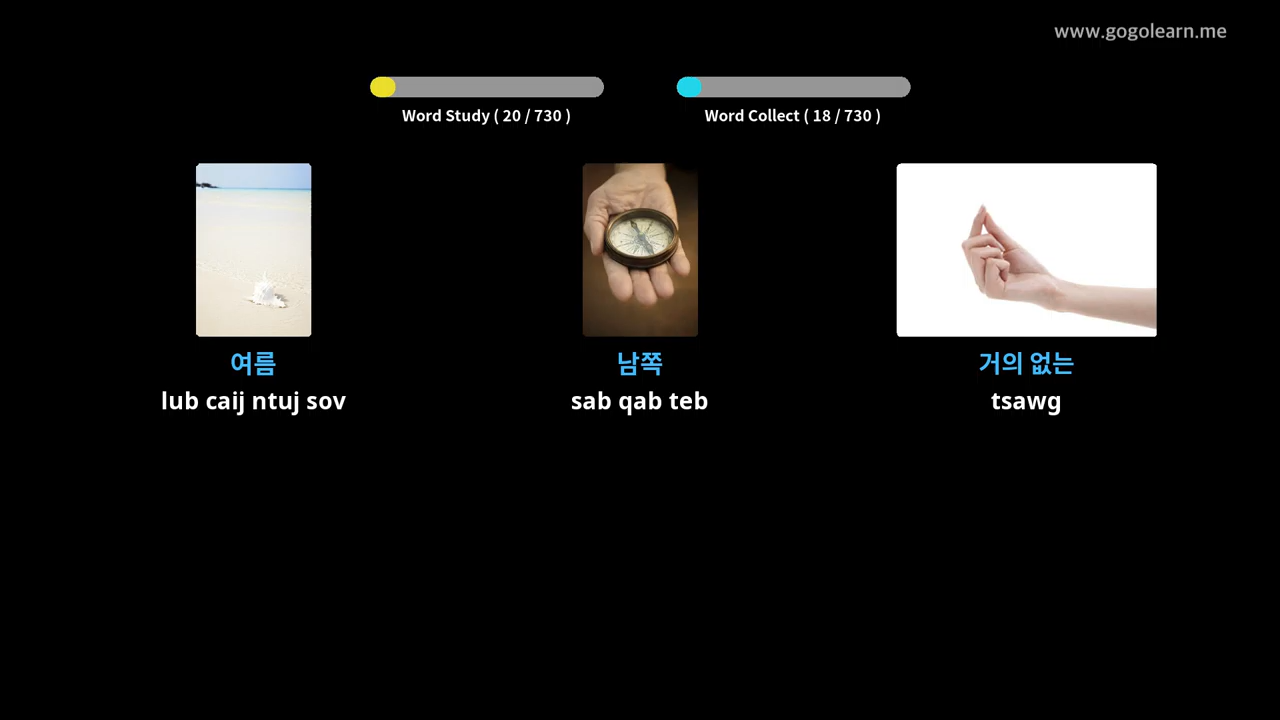 www.gogolearn.me
Word Study ( 20 / 730 )
Word Collect ( 18 / 730 )
여름
lub caij ntuj sov
남쪽
sab qab teb
거의 없는
tsawg